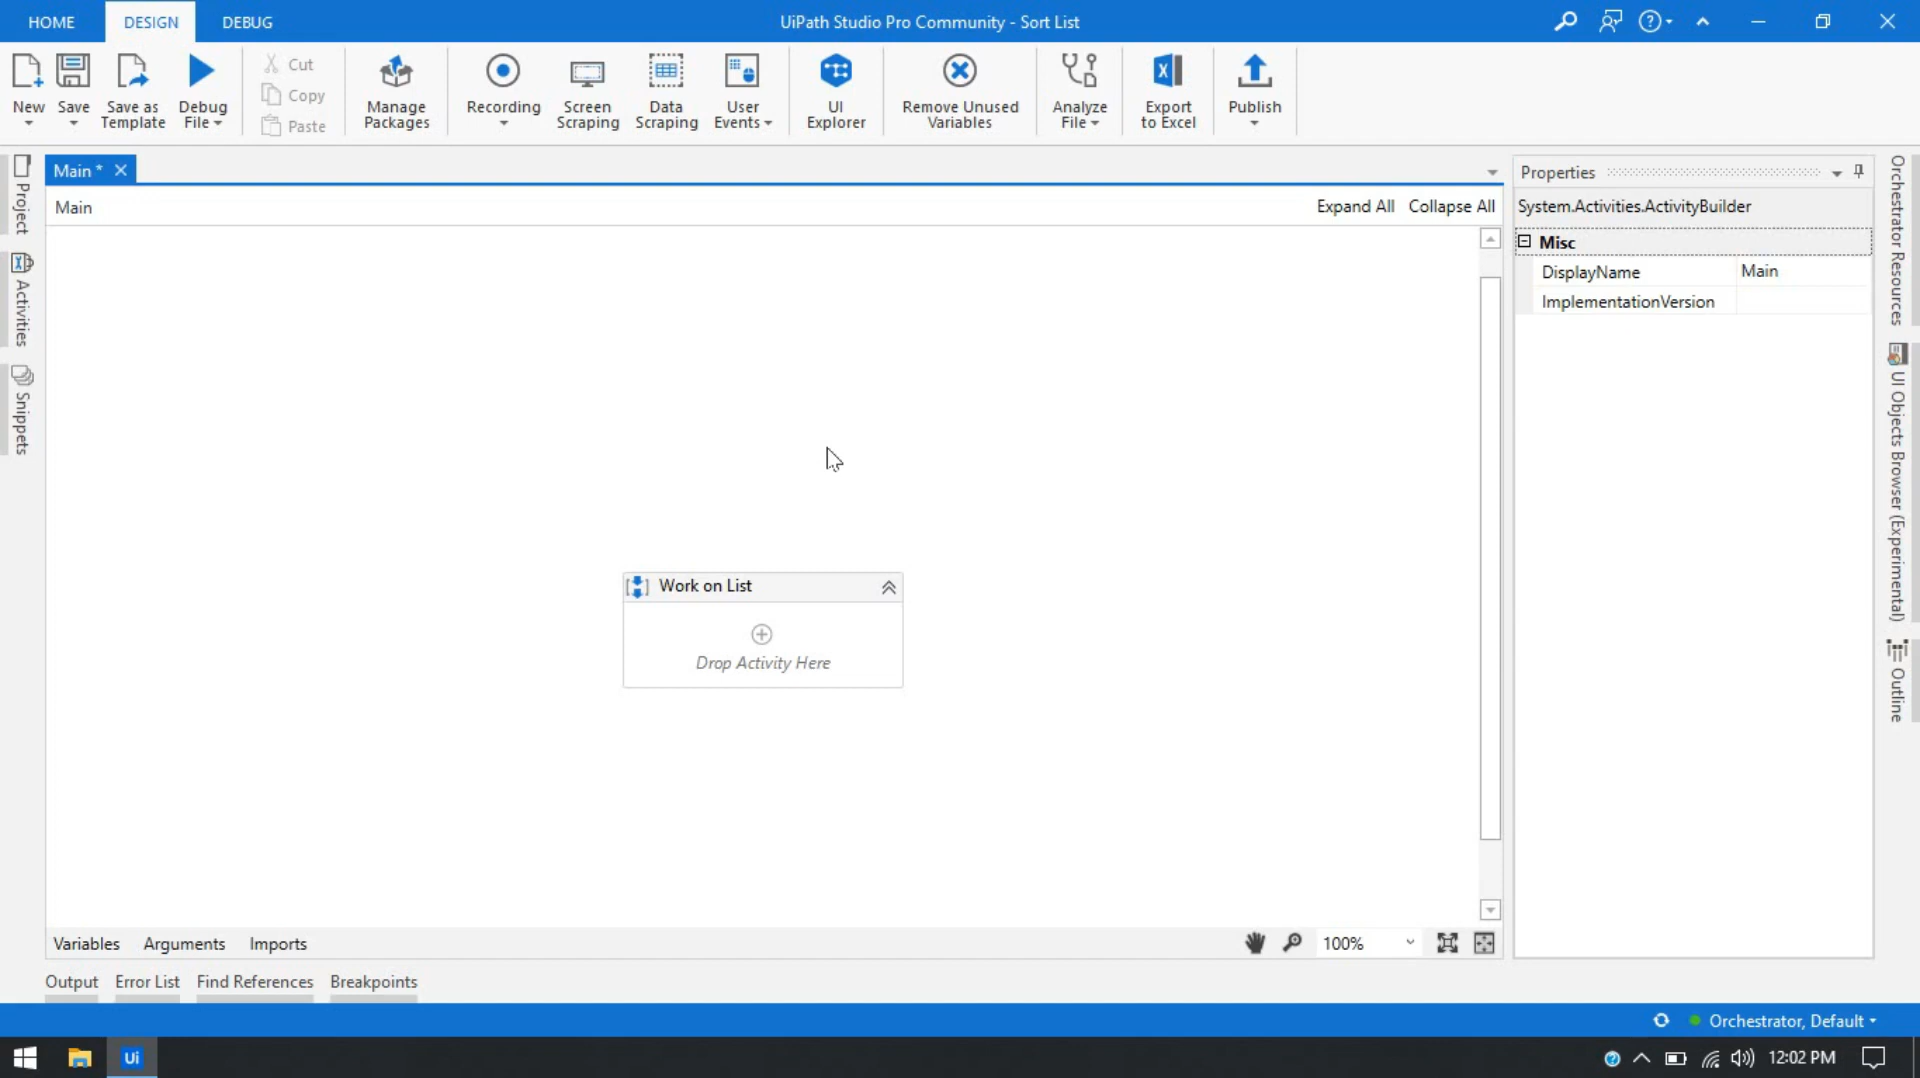 HOME DESIGN DEBUG UiPath Studio Pro Community - Sort List
New Save Save as Template Debug File
Cut
Copy
Paste
Manage Packages
Recording Screen Scraping Data Scraping User Events
UI Explorer
Remove Unused Variables
Analyze File
Export to Excel
Publish
Main *
Main Expand All Collapse All
Project
Activities
Snippets
Work on List
Drop Activity Here
Properties
System.Activities.ActivityBuilder
Misc
DisplayName Main
ImplementationVersion
Orchestrator Resources
UI Objects Browser (Experimental)
Outline
Variables Arguments Imports 100%
Output Error List Find References Breakpoints
Orchestrator, Default
Ui 12:02 PM